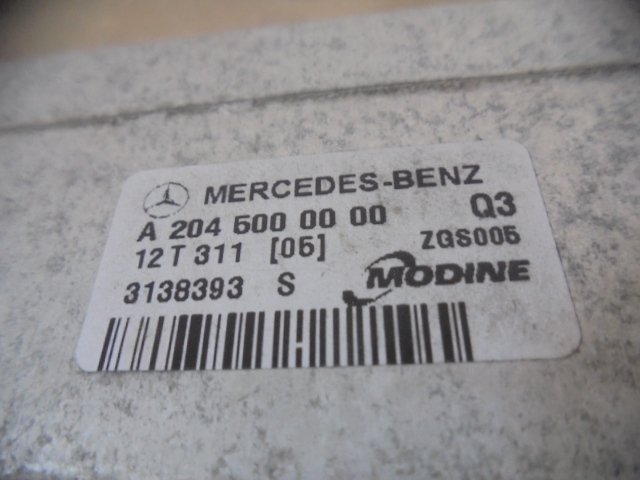 MERCEDES-BENZ
A 204 500 00 00 Q3
12 T 311 [05] ZGS005
3138393 S MODINE